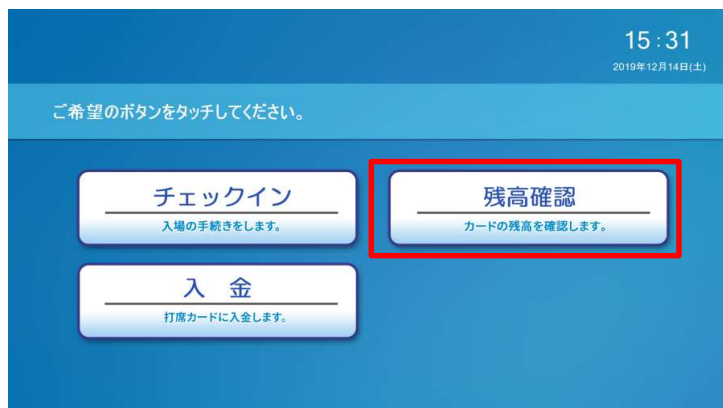 15:31
2019年12月14日(土)
ご希望のボタンをタッチしてください。
チェックイン
入場の手続きをします。
残高確認
カードの残高を確認します。
入 金
打席カードに入金します。